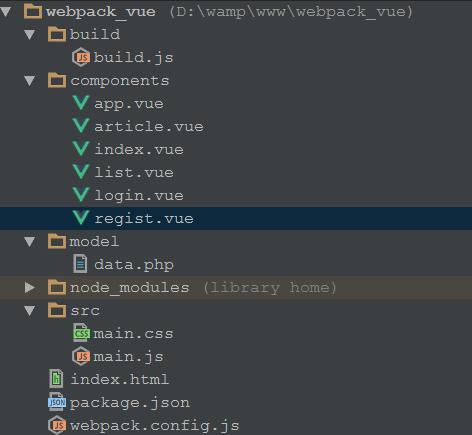 webpack_vue (D:\wamp\www\webpack_vue)
build
build.js
components
app.vue
article.vue
index.vue
list.vue
login.vue
regist.vue
model
data.php
node_modules (library home)
src
CSS main.css
JS main.js
index.html
JSON package.json
JS webpack.config.js